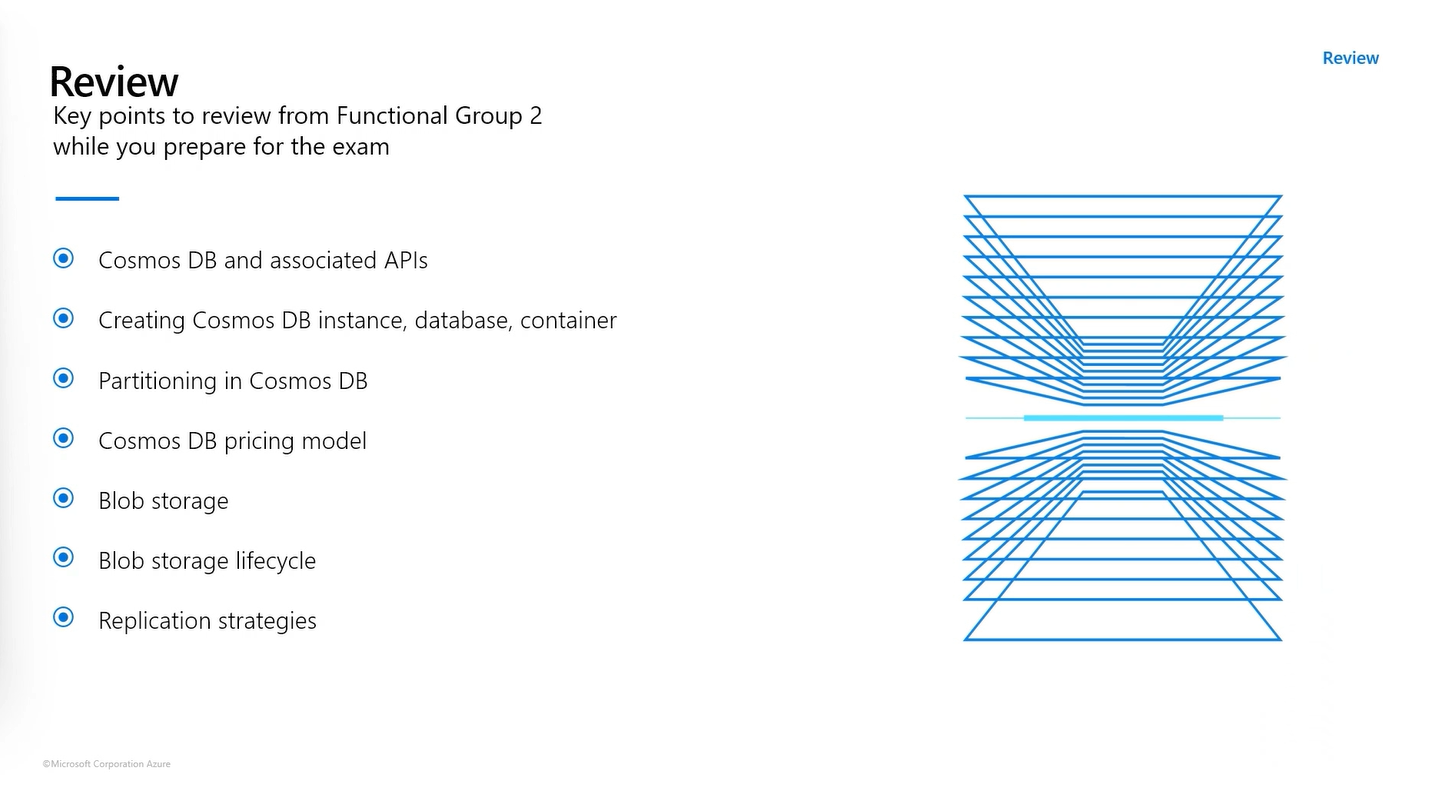 Review
Review
Key points to review from Functional Group 2
while you prepare for the exam
Cosmos DB and associated APIs
Creating Cosmos DB instance, database, container
Partitioning in Cosmos DB
Cosmos DB pricing model
Blob storage
Blob storage lifecycle
Replication strategies
©Microsoft Corporation Azure